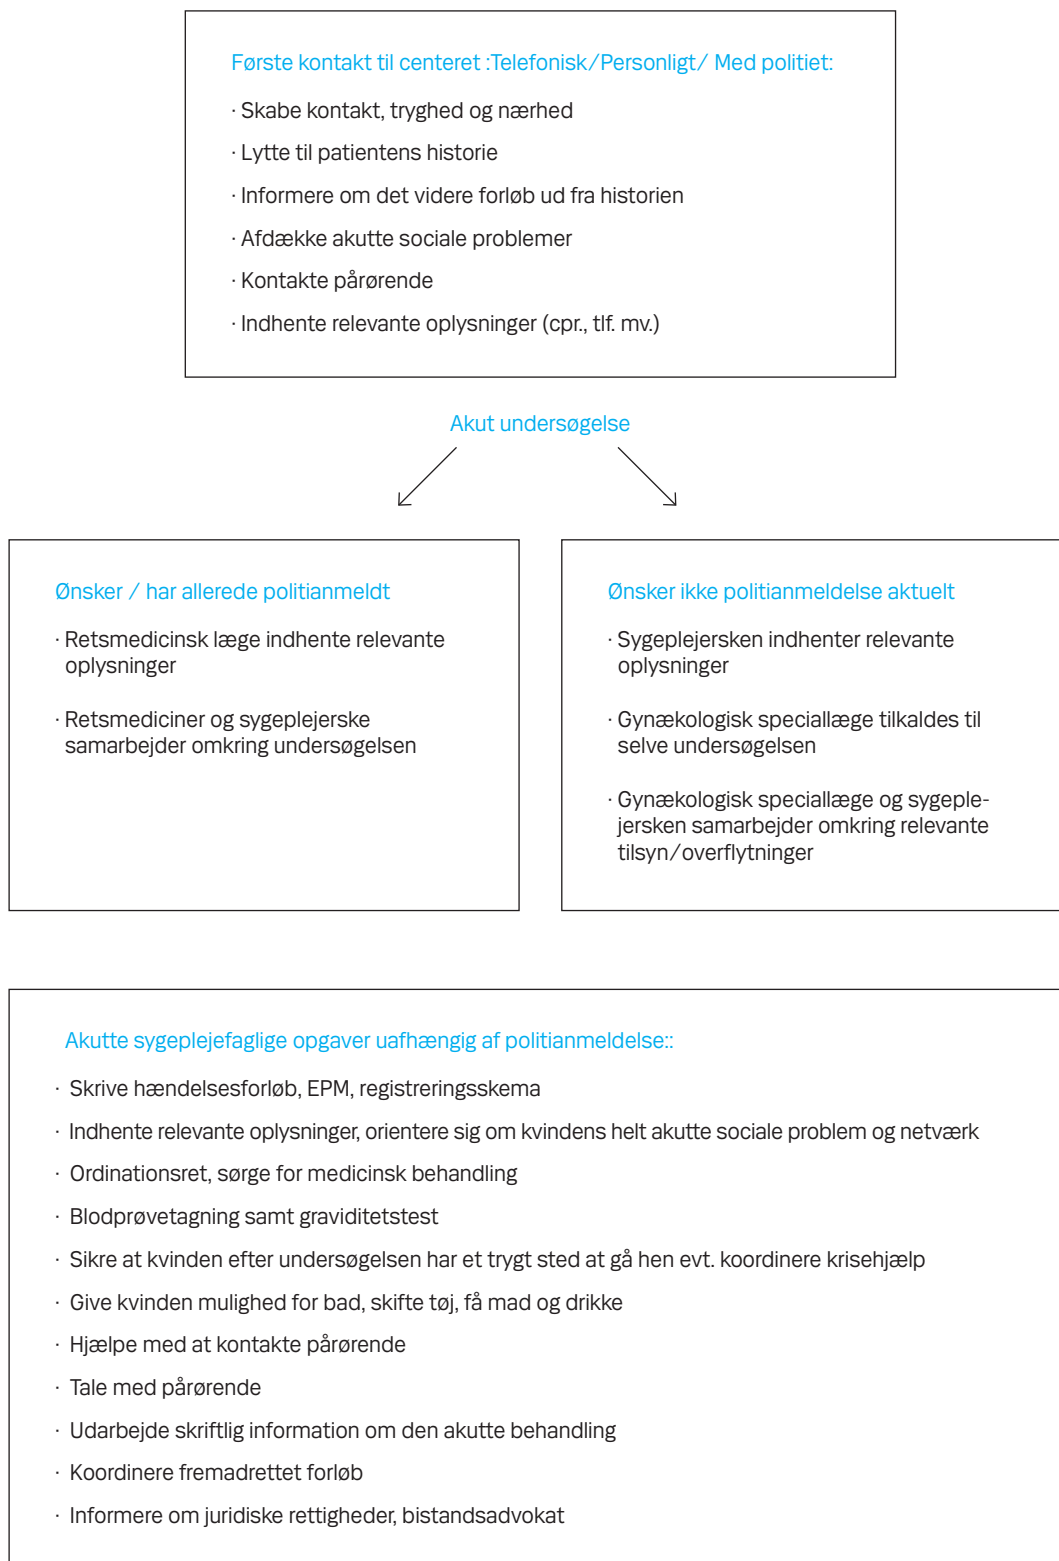 Første kontakt til centeret :Telefonisk/Personligt/ Med politiet:
· Skabe kontakt, tryghed og nærhed
· Lytte til patientens historie
· Informere om det videre forløb ud fra historien
· Afdække akutte sociale problemer
· Kontakte pårørende
· Indhente relevante oplysninger (cpr., tlf. mv.)
Akut undersøgelse
Ønsker / har allerede politianmeldt
· Retsmedicinsk læge indhente relevante
oplysninger
· Retsmediciner og sygeplejerske
samarbejder omkring undersøgelsen
Ønsker ikke politianmeldelse aktuelt
· Sygeplejersken indhenter relevante
oplysninger
· Gynækologisk speciallæge tilkaldes til
selve undersøgelsen
· Gynækologisk speciallæge og sygeple-
jersken samarbejder omkring relevante
tilsyn/overflytninger
Akutte sygeplejefaglige opgaver uafhængig af politianmeldelse::
· Skrive hændelsesforløb, EPM, registreringsskema
· Indhente relevante oplysninger, orientere sig om kvindens helt akutte sociale problem og netværk
· Ordinationsret, sørge for medicinsk behandling
· Blodprøvetagning samt graviditetstest
· Sikre at kvinden efter undersøgelsen har et trygt sted at gå hen evt. koordinere krisehjælp
· Give kvinden mulighed for bad, skifte tøj, få mad og drikke
· Hjælpe med at kontakte pårørende
· Tale med pårørende
· Udarbejde skriftlig information om den akutte behandling
· Koordinere fremadrettet forløb
· Informere om juridiske rettigheder, bistandsadvokat